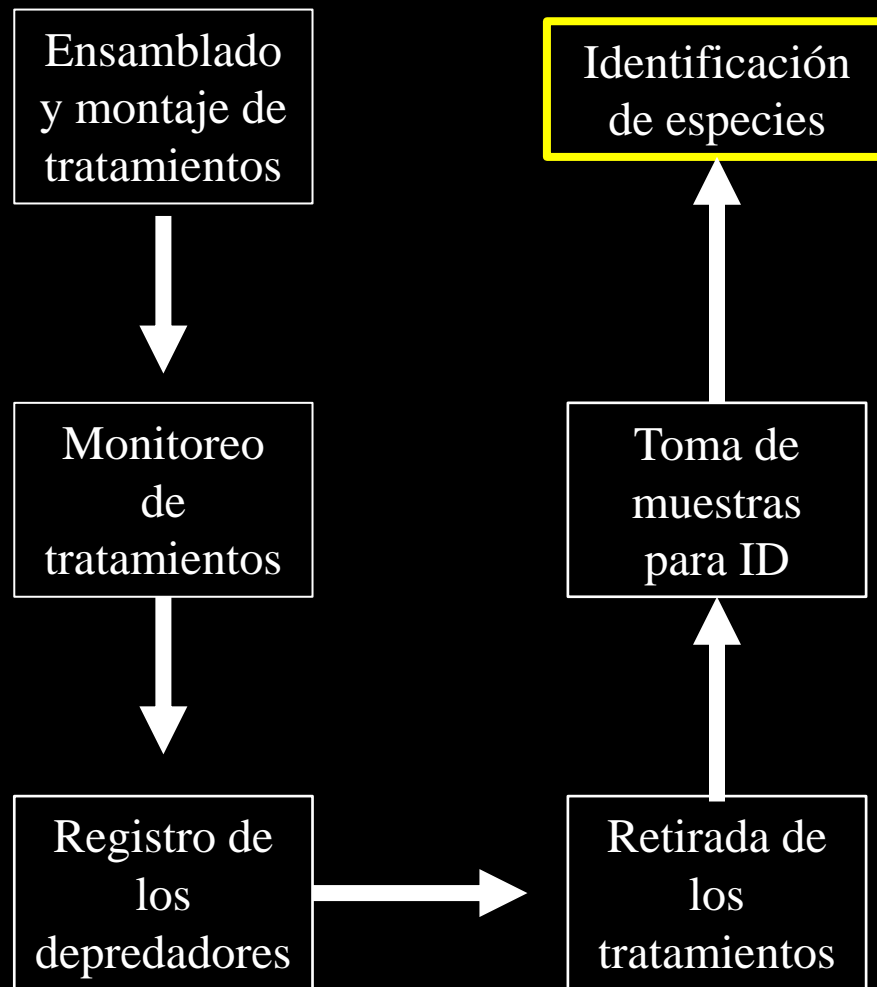 Ensamblado
y montaje de
tratamientos
Monitoreo
de
tratamientos
Registro de
los
depredadores
Retirada de
los
tratamientos
Toma de
muestras
para ID
Identificación
de especies